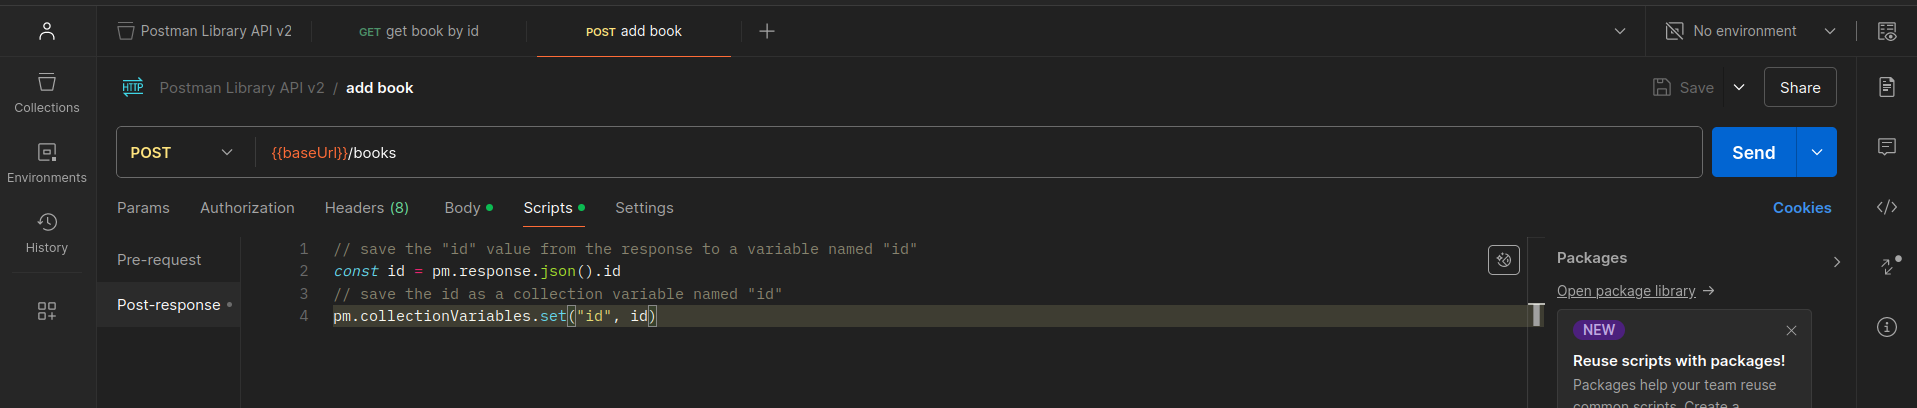 Postman Library API v2
GET get book by id
POST add book
No environment
HTTP Postman Library API v2 / add book
Save
Share
POST
{{baseUrl}}/books
Send
Params
Authorization
Headers (8)
Body
Scripts
Settings
Cookies
Collections
Environments
History
Pre-request
Post-response
1 // save the "id" value from the response to a variable named "id"
2 const id = pm.response.json().id
3 // save the id as a collection variable named "id"
4 pm.collectionVariables.set("id", id)
Packages
Open package library →
NEW
Reuse scripts with packages!
Packages help your team reuse
common scripts. Create a